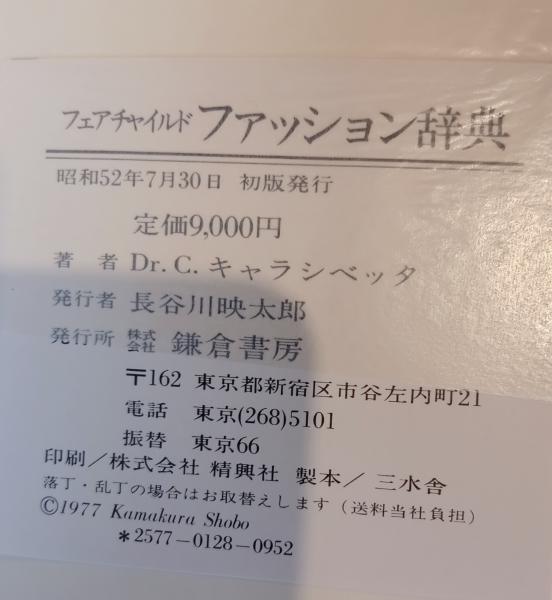 フェアチャイルド ファッション辞典
昭和52年7月30日 初版発行
定価9,000円
著 者 Dr. C. キャラシベッタ
発行者 長谷川映太郎
発行所 株式会社 鎌倉書房
〒162 東京都新宿区市谷左内町21
電話 東京(268)5101
振替 東京66
印刷/株式会社 精興社 製本/三水舎
落丁・乱丁の場合はお取替えします(送料当社負担)
©1977 Kamakura Shobo
*2577-0128-0952